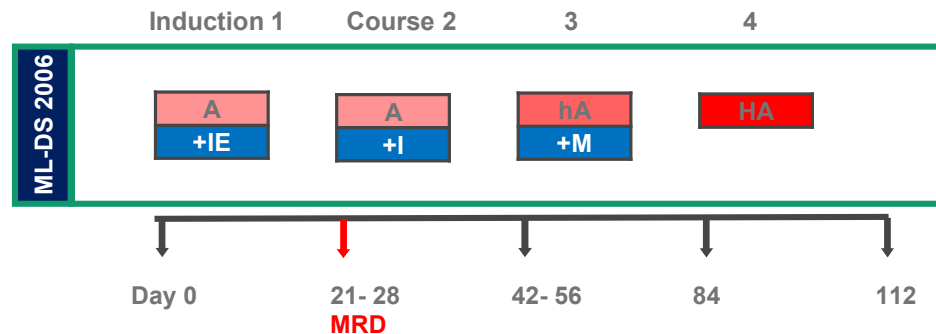 Induction 1 Course 2 3 4
ML-DS 2006
A A hA HA
+IE +I +M
Day 0 21- 28 42- 56 84 112
MRD